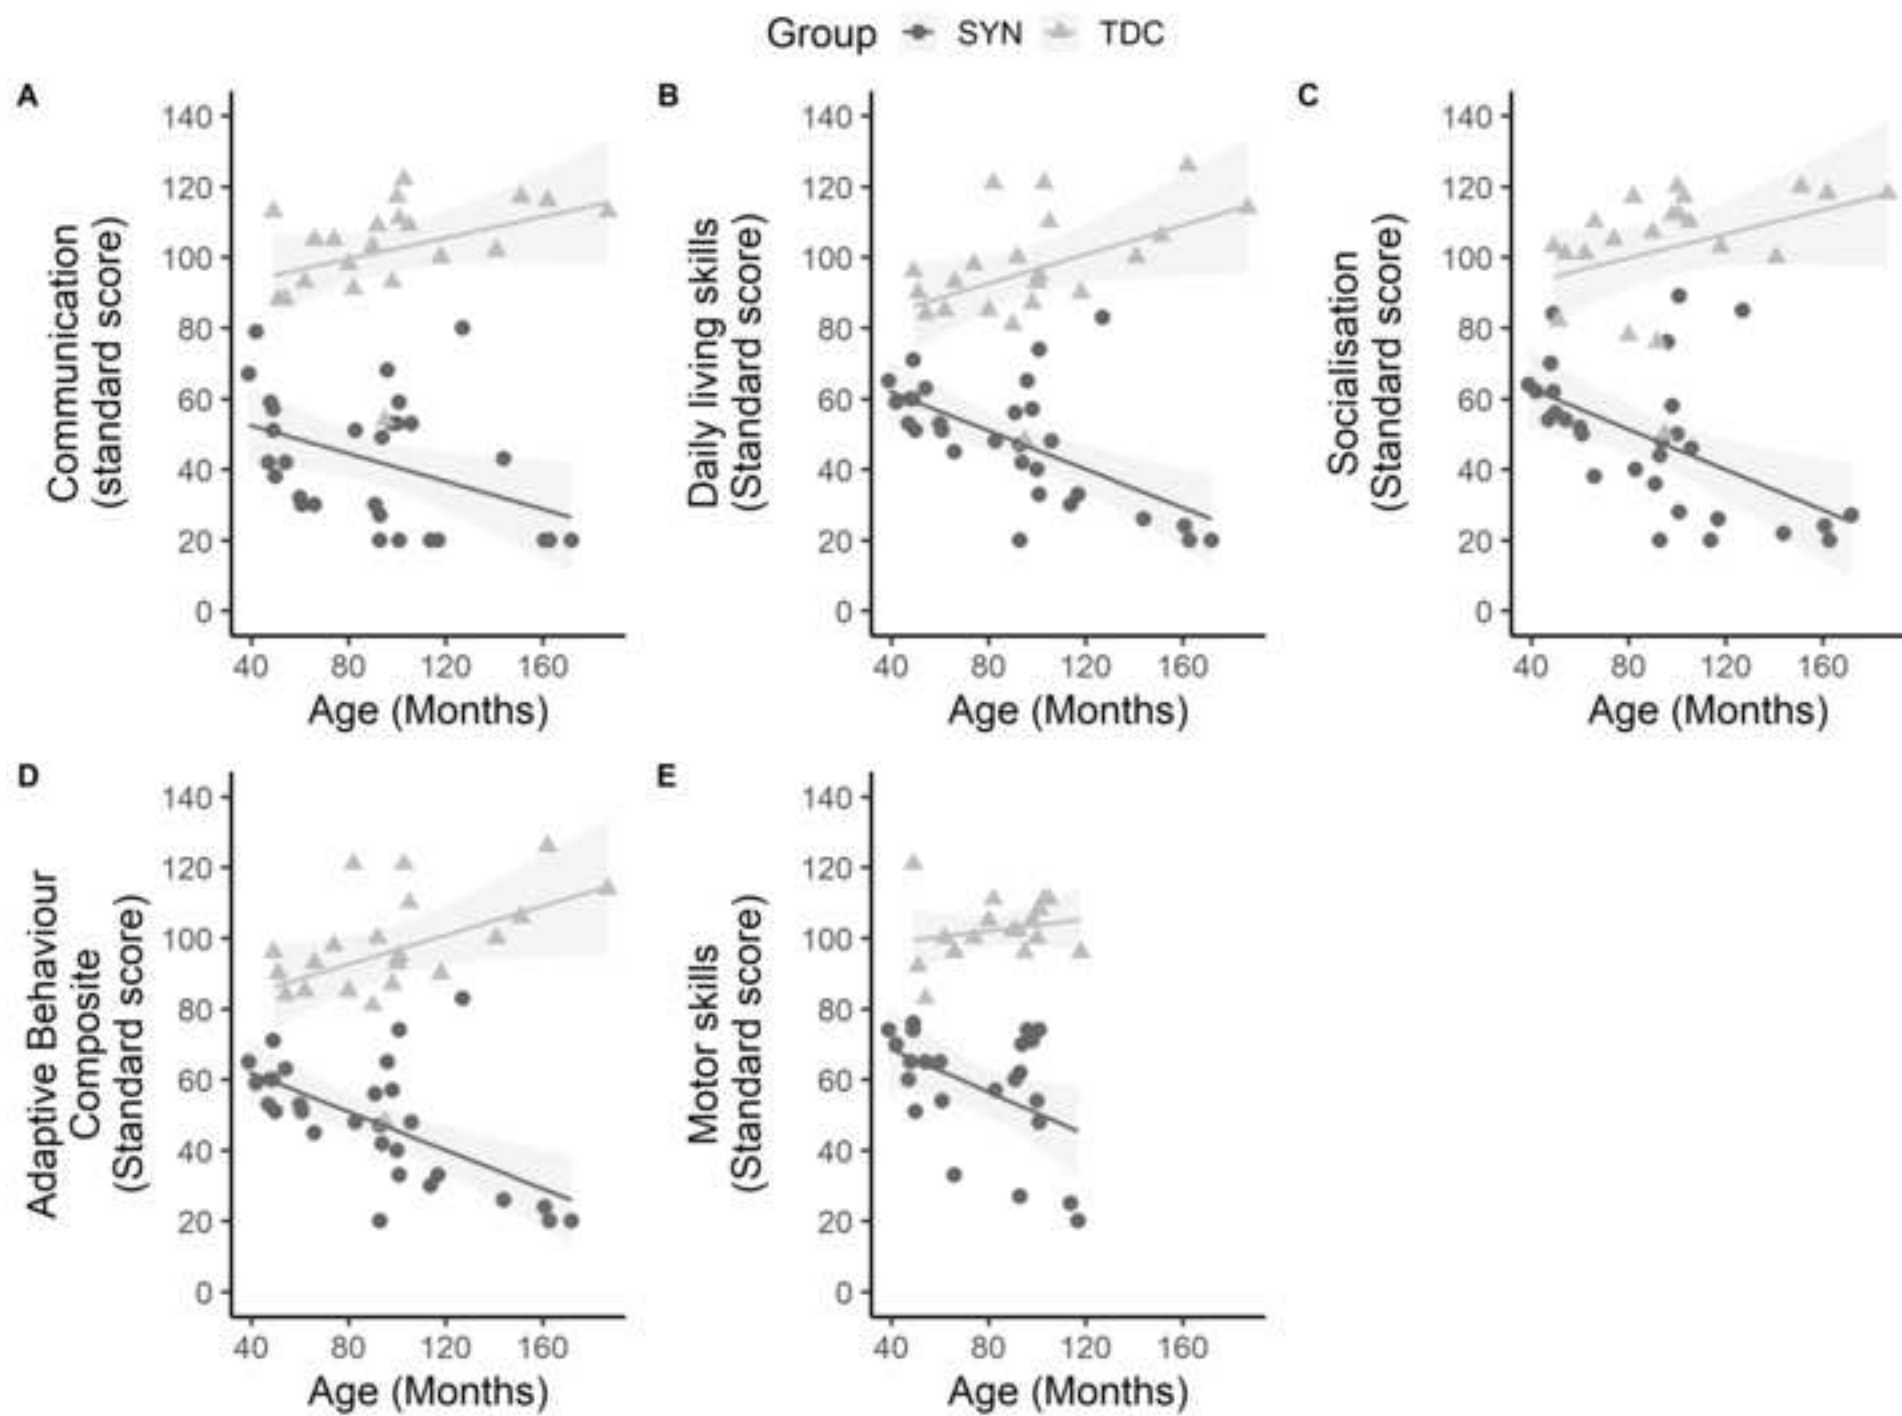 Group SYN TDC
A
Communication
(standard score)
140
120
100
80
60
40
20
0
40 80 120 160
Age (Months)
B
Daily living skills
(Standard score)
140
120
100
80
60
40
20
0
40 80 120 160
Age (Months)
C
Socialisation
(Standard score)
140
120
100
80
60
40
20
0
40 80 120 160
Age (Months)
D
Adaptive Behaviour
Composite
(Standard score)
140
120
100
80
60
40
20
0
40 80 120 160
Age (Months)
E
Motor skills
(Standard score)
140
120
100
80
60
40
20
0
40 80 120 160
Age (Months)